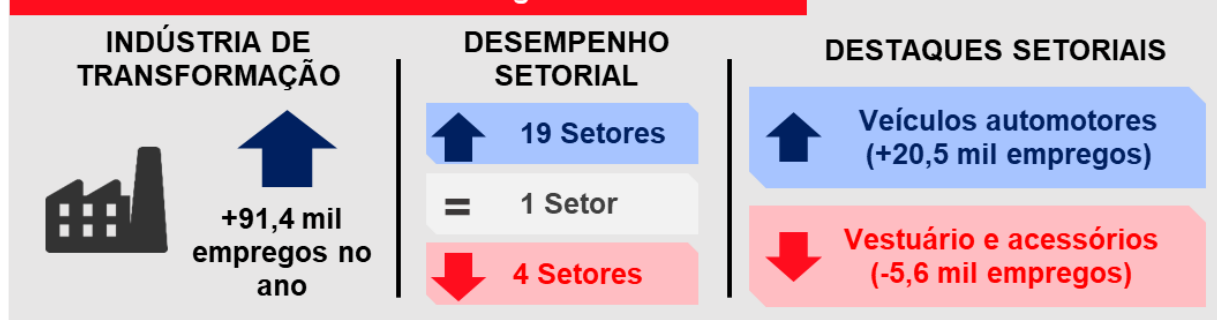 INDÚSTRIA DE
TRANSFORMAÇÃO
+91,4 mil
empregos no
ano
DESEMPENHO
SETORIAL
19 Setores
= 1 Setor
4 Setores
DESTAQUES SETORIAIS
Veículos automotores
(+20,5 mil empregos)
Vestuário e acessórios
(-5,6 mil empregos)